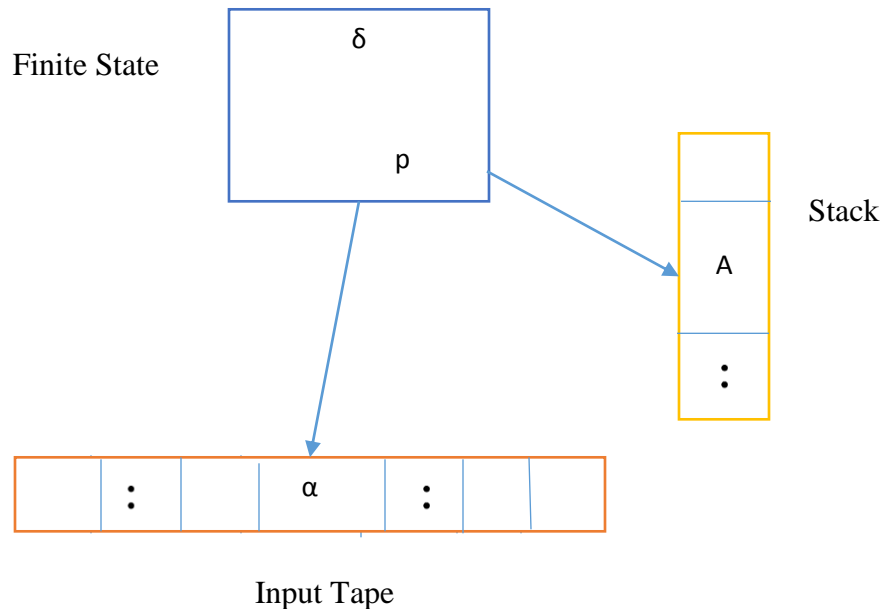 δ
Finite State
p
Stack
A
:
: α :
Input Tape